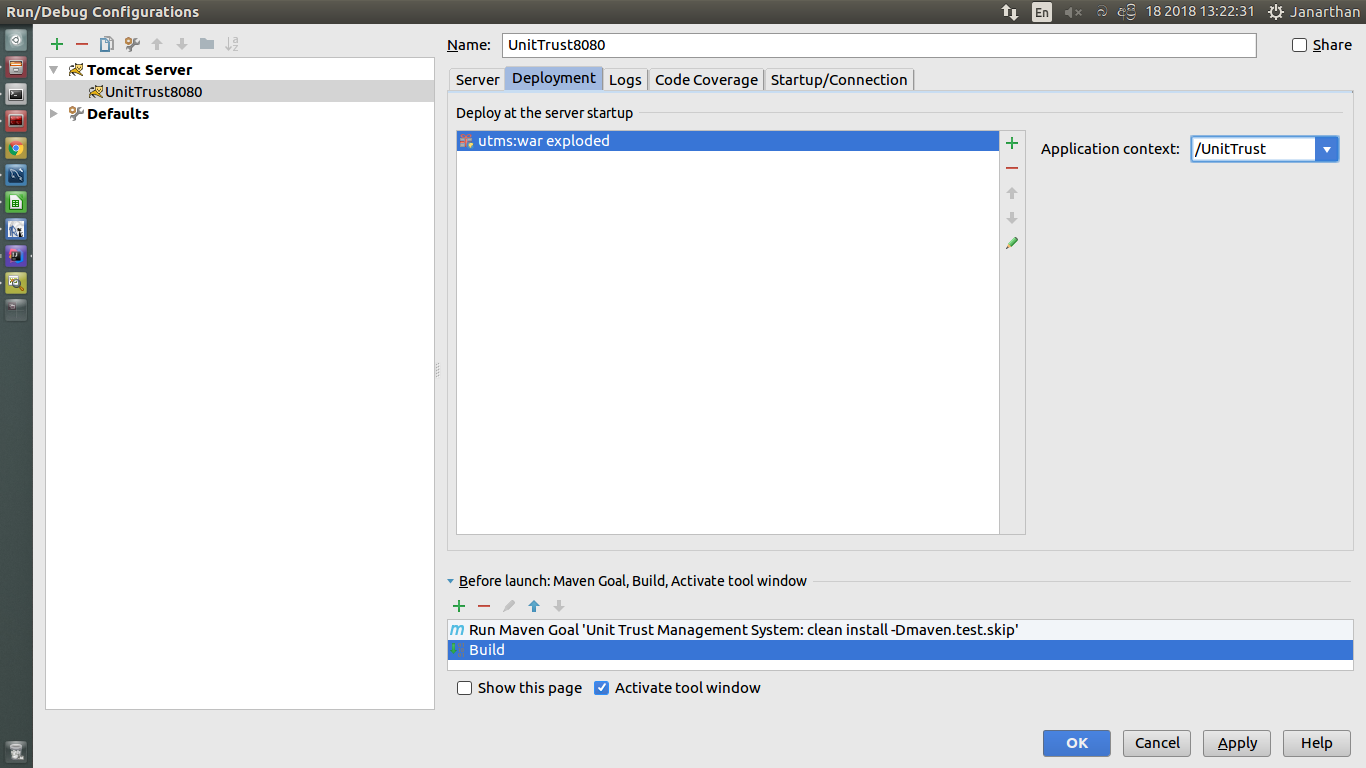 Run/Debug Configurations
En
අඟ 18 2018 13:22:31
Janarthan
Name:
UnitTrust8080
Share
Tomcat Server
UnitTrust8080
Defaults
Server
Deployment
Logs
Code Coverage
Startup/Connection
Deploy at the server startup
utms:war exploded
Application context:
/UnitTrust
Before launch: Maven Goal, Build, Activate tool window
Run Maven Goal 'Unit Trust Management System: clean install -Dmaven.test.skip'
Build
Show this page
Activate tool window
OK
Cancel
Apply
Help